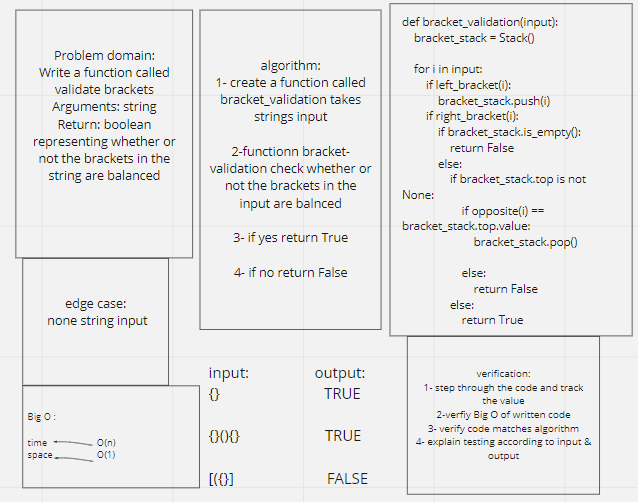 Problem domain:
Write a function called
validate brackets
Arguments: string
Return: boolean
representing whether or
not the brackets in the
string are balanced
algorithm:
1- create a function called
bracket_validation takes
strings input
2-functionn bracket-
validation check whether or
not the brackets in the
input are balnced
3- if yes return True
4- if no return False
def bracket_validation(input):
bracket_stack = Stack()
for i in input:
if left_bracket(i):
bracket_stack.push(i)
if right_bracket(i):
if bracket_stack.is_empty():
return False
else:
if bracket_stack.top is not
None:
if opposite(i) ==
bracket_stack.top.value:
bracket_stack.pop()
else:
return False
else:
return True
edge case:
none string input
Big O :
time O(n)
space O(1)
input: output:
{} TRUE
{}(){} TRUE
[({}] FALSE
verification:
1- step through the code and track
the value
2-verfiy Big O of written code
3- verify code matches algorithm
4- explain testing according to input &
output